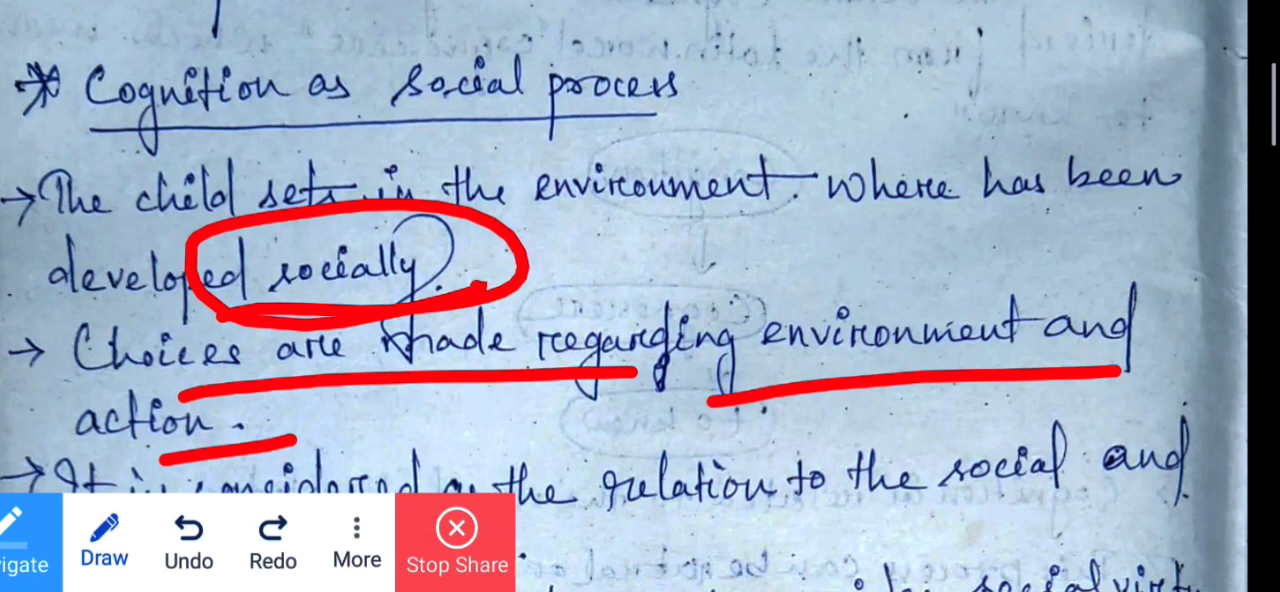 * Cognition as social process
→ The child sets in the environment. where has been
developed socially.
→ Choices are made regarding environment and
action.
→ It is considered as the relation to the social and
social
igate
Draw
Undo
Redo
More
Stop Share